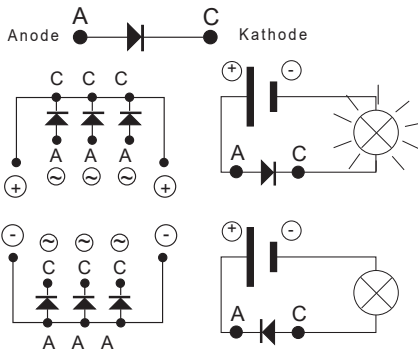 A C
Anode Kathode
C C C
A A A
~ ~ ~
+ +
+ -
A C
- ~ ~ ~ -
C C C
A A A
+ -
A C